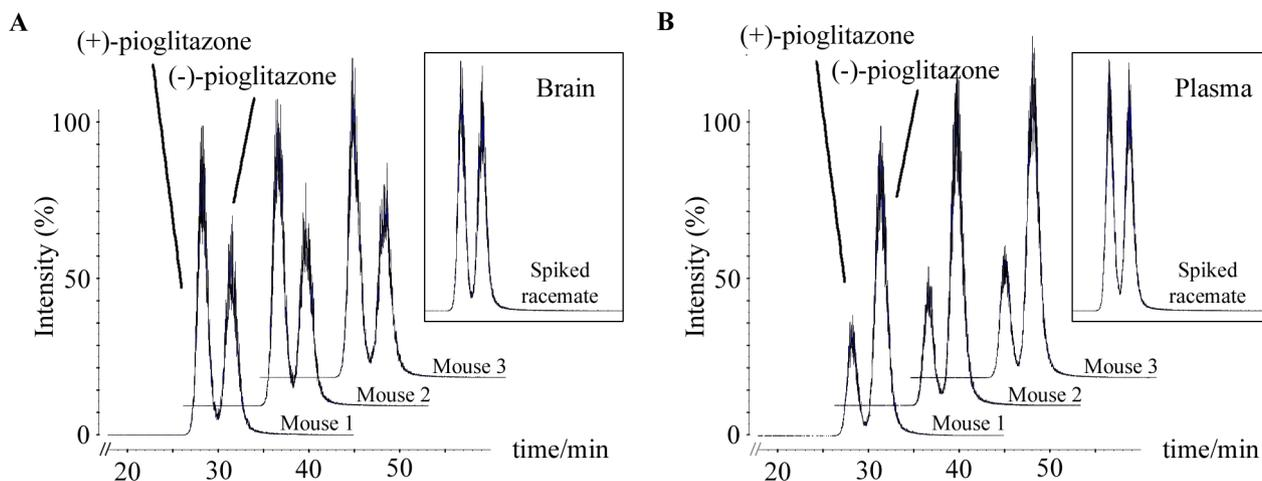 A
(+)-pioglitazone
(-)-pioglitazone
Brain
100
50
0
Intensity (%)
Spiked
racemate
Mouse 3
Mouse 2
Mouse 1
time/min
20 30 40 50
B
(+)-pioglitazone
(-)-pioglitazone
Plasma
100
50
0
Intensity (%)
Spiked
racemate
Mouse 3
Mouse 2
Mouse 1
time/min
20 30 40 50